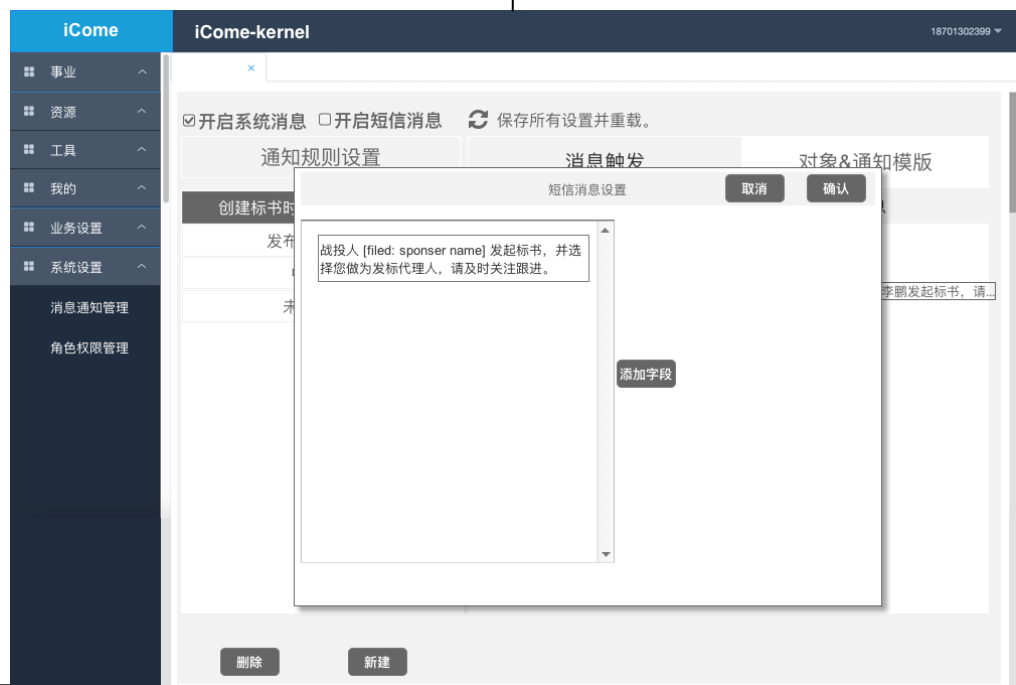 iCome
iCome-kernel
18701302399
事业
资源
工具
我的
业务设置
系统设置
消息通知管理
角色权限管理
×
开启系统消息
开启短信消息
保存所有设置并重载。
通知规则设置
消息触发
对象&通知模版
创建标书时
发布
未
短信消息设置
取消
确认
战投人 [filed: sponser name] 发起标书，并选
择您做为发标代理人，请及时关注跟进。
添加字段
李鹏发起标书，请...
删除
新建